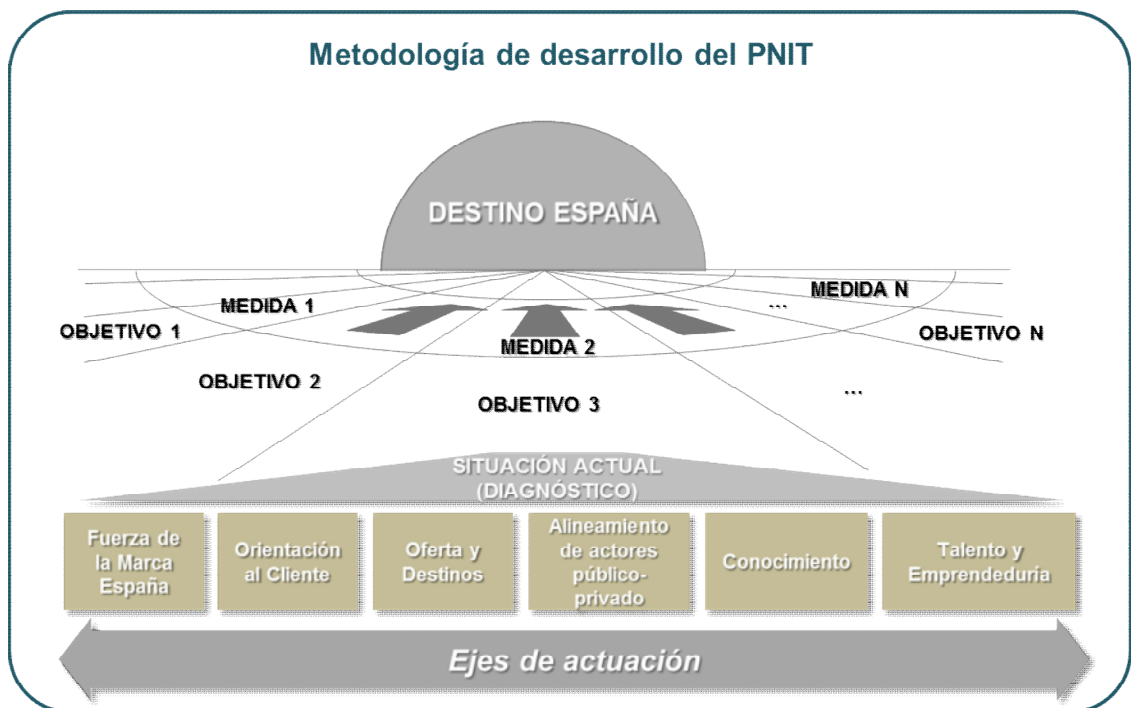 Metodología de desarrollo del PNIT
DESTINO ESPAÑA
MEDIDA 1
...
MEDIDA N
OBJETIVO 1
MEDIDA 2
OBJETIVO N
OBJETIVO 2
OBJETIVO 3
...
SITUACIÓN ACTUAL
(DIAGNÓSTICO)
Fuerza de
la Marca
España
Orientación
al Cliente
Oferta y
Destinos
Alineamiento
de actores
público-
privado
Conocimiento
Talento y
Emprendeduría
Ejes de actuación